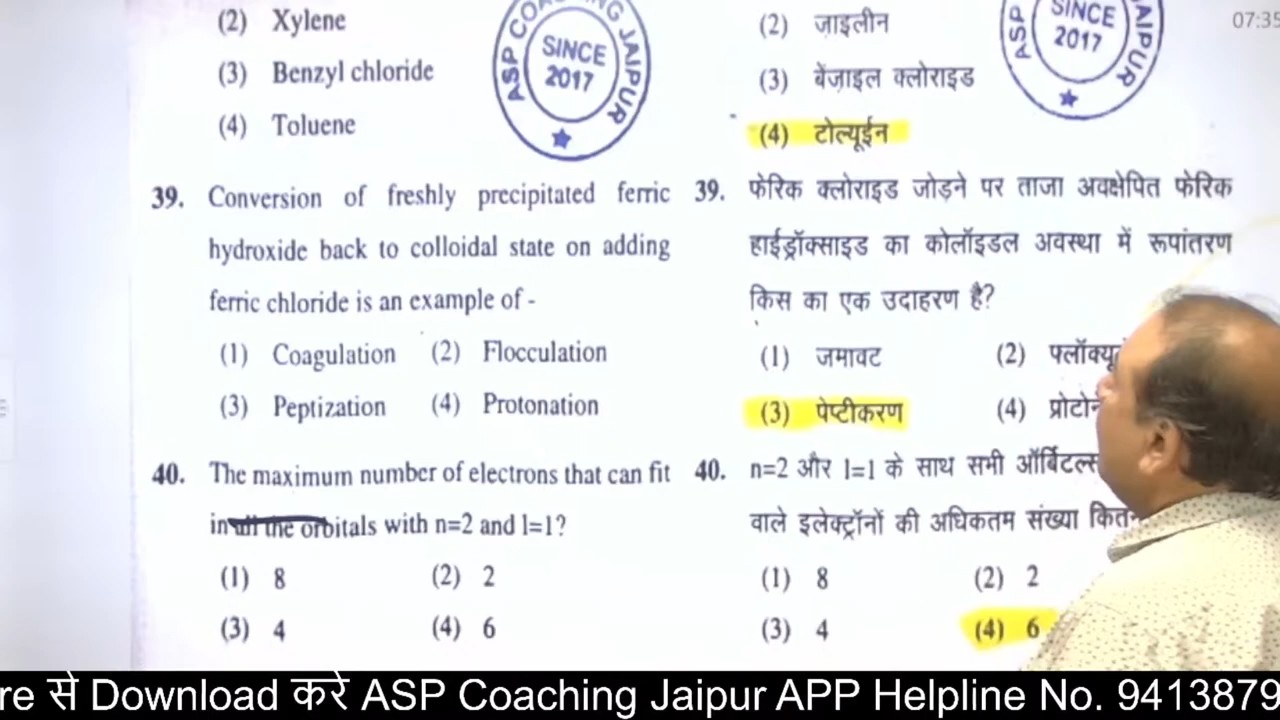 (2) Xylene
(3) Benzyl chloride
(4) Toluene
ASP COACHING JAIPUR
SINCE
2017
39. Conversion of freshly precipitated ferric
hydroxide back to colloidal state on adding
ferric chloride is an example of -
(1) Coagulation (2) Flocculation
(3) Peptization (4) Protonation
40. The maximum number of electrons that can fit
in all the orbitals with n=2 and l=1?
(1) 8 (2) 2
(3) 4 (4) 6
(2) ज़ाइलीन
(3) बेंज़ाइल क्लोराइड
(4) टोल्यूईन
ASP
JAIPUR
SINCE
2017
07:35
39. फेरिक क्लोराइड जोड़ने पर ताजा अवक्षेपित फेरिक
हाईड्रॉक्साइड का कोलॉइडल अवस्था में रूपांतरण
किस का एक उदाहरण है?
(1) जमावट (2)
(3) पेप्टीकरण (4)
40. n=2 और l=1 के साथ सभी ऑर्बिटल्स
वाले इलेक्ट्रॉनों की अधिकतम संख्या
(1) 8 (2) 2
(3) 4 (4) 6
re से Download करे ASP Coaching Jaipur APP Helpline No. 9413879